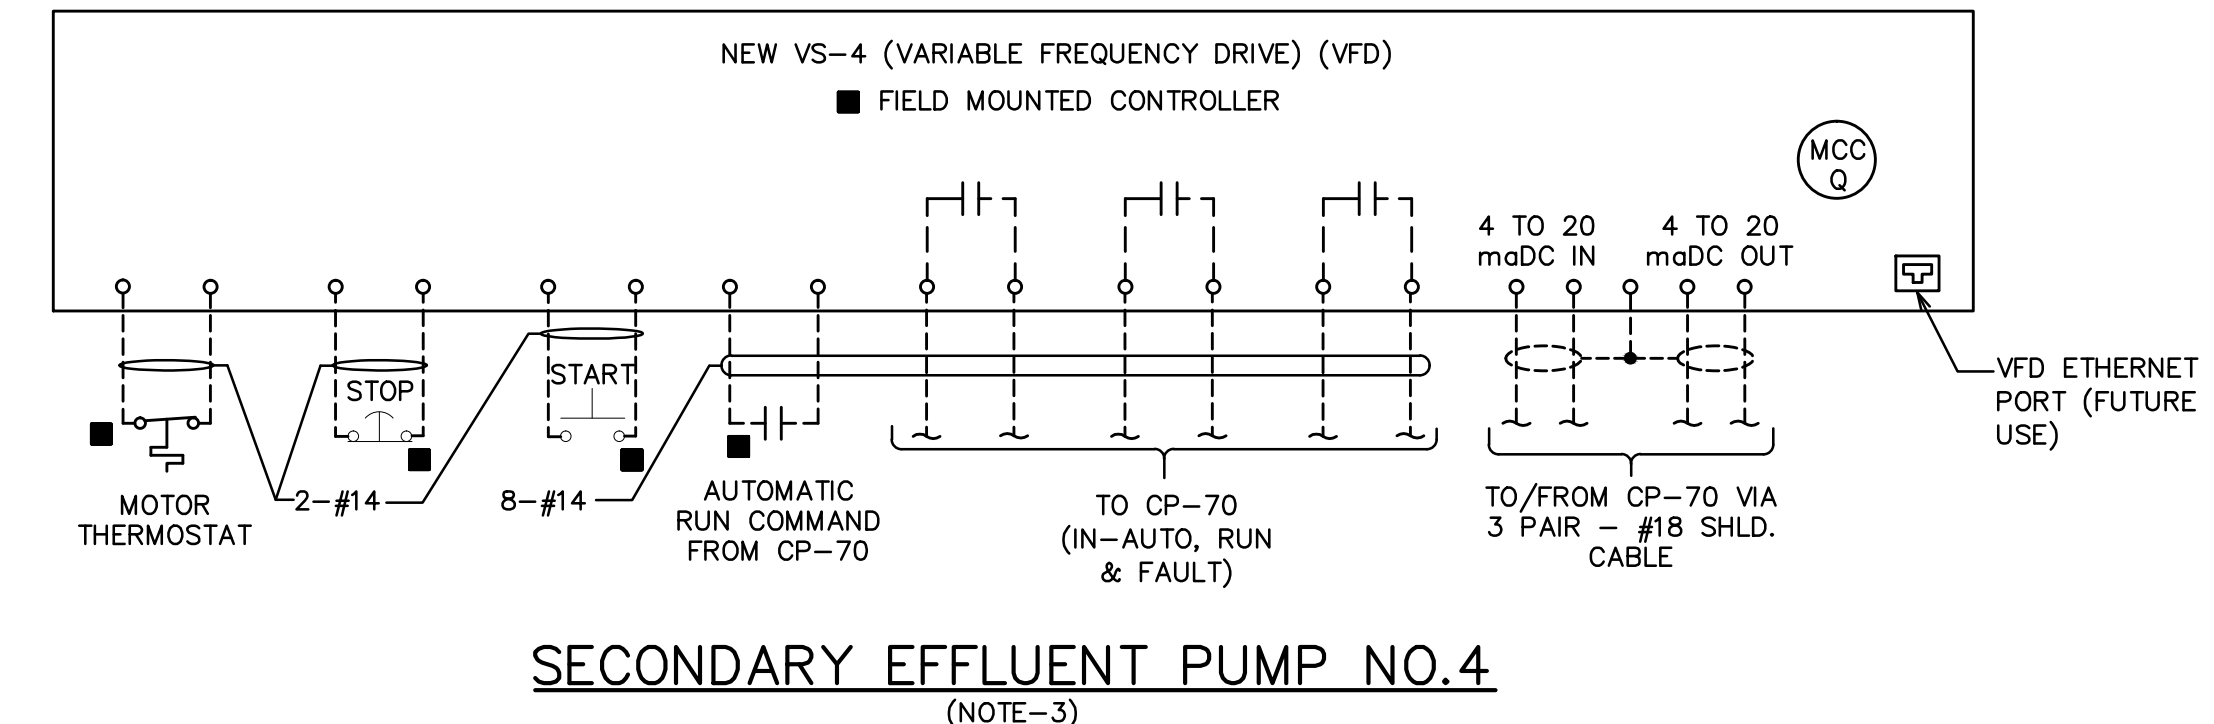 NEW VS-4 (VARIABLE FREQUENCY DRIVE) (VFD)
FIELD MOUNTED CONTROLLER
MCC
Q
4 TO 20
maDC IN
4 TO 20
maDC OUT
VFD ETHERNET
PORT (FUTURE
USE)
STOP
START
MOTOR
THERMOSTAT
2-#14
8-#14
AUTOMATIC
RUN COMMAND
FROM CP-70
TO CP-70
(IN-AUTO, RUN
& FAULT)
TO/FROM CP-70 VIA
3 PAIR - #18 SHLD.
CABLE
SECONDARY EFFLUENT PUMP NO.4
(NOTE-3)